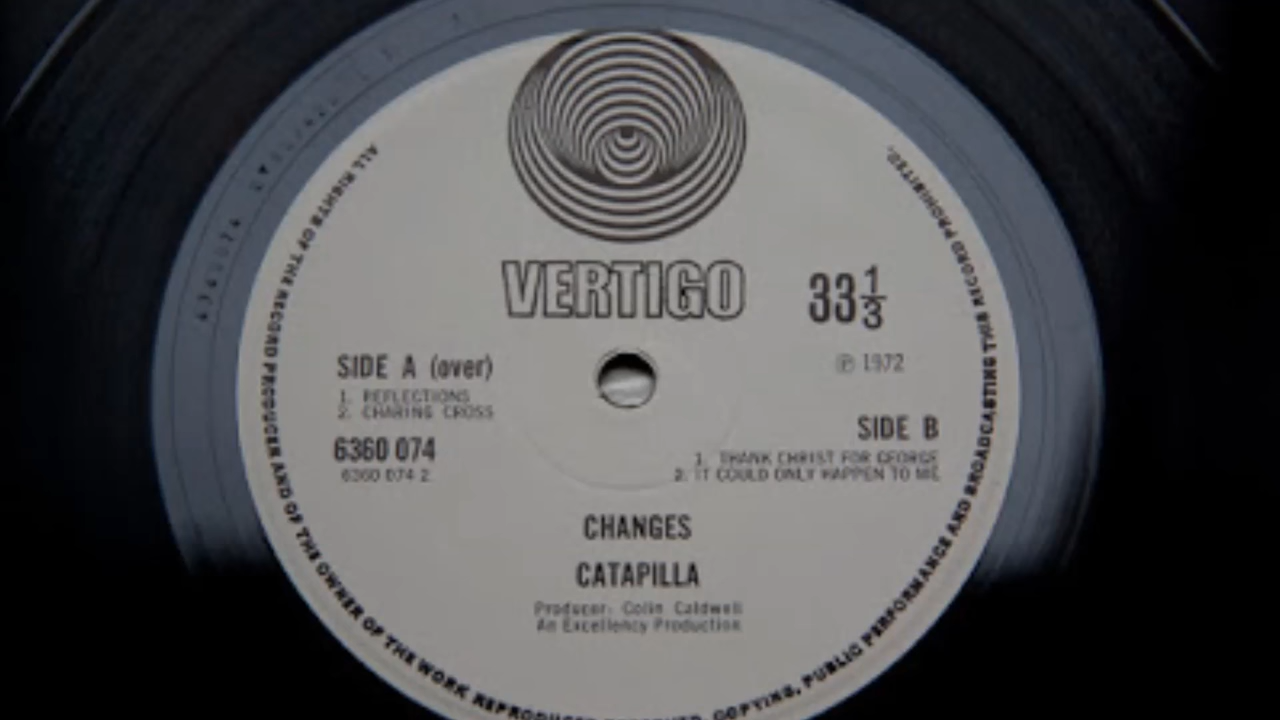 VERTIGO
33 1/3
℗ 1972
SIDE A (over)
1. REFLECTIONS
2. CHARING CROSS
6360 074
6360 074 2
SIDE B
1. THANK CHRIST FOR GEORGE
2. IT COULD ONLY HAPPEN TO ME
CHANGES
CATAPILLA
Producer: Colin Caldwell
An Excellency Production
ALL RIGHTS OF THE RECORD PRODUCER AND OF THE OWNER OF THE WORK REPRODUCED RESERVED. COPYING, PUBLIC PERFORMANCE AND BROADCASTING THIS RECORD PROHIBITED.